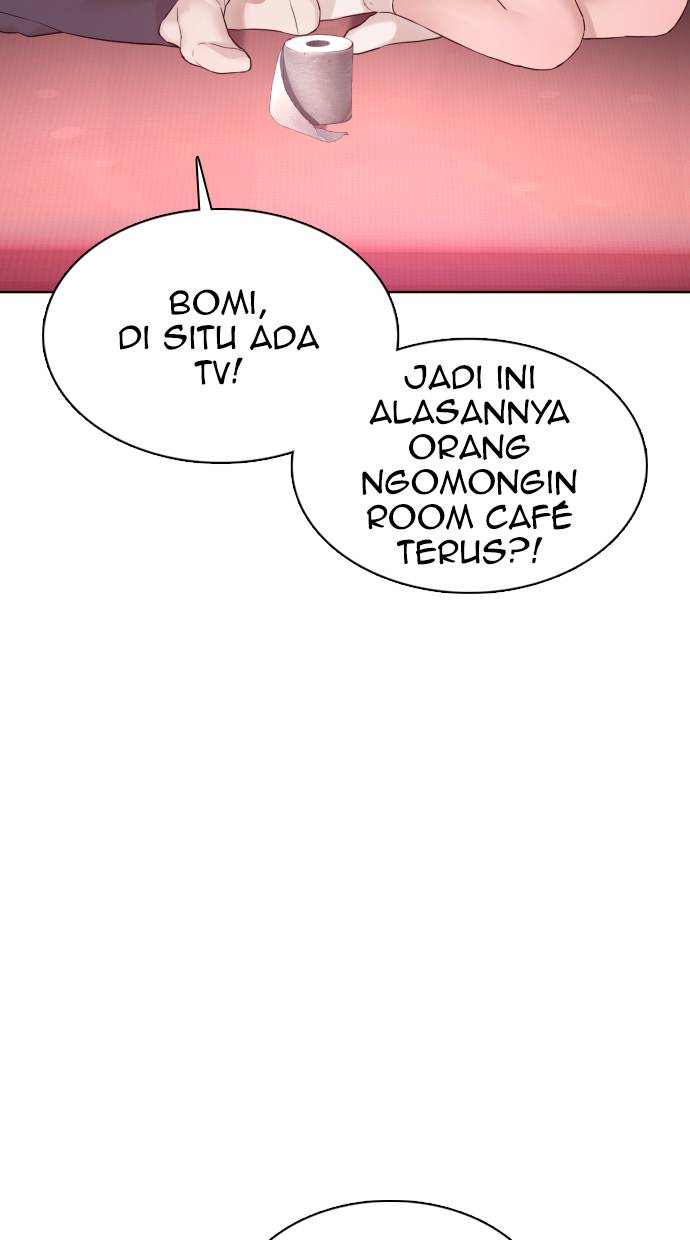 BOMI,
DI SITU ADA
TV!
JADI INI
ALASANNYA
ORANG
NGOMONGIN
ROOM CAFÉ
TERUS?!